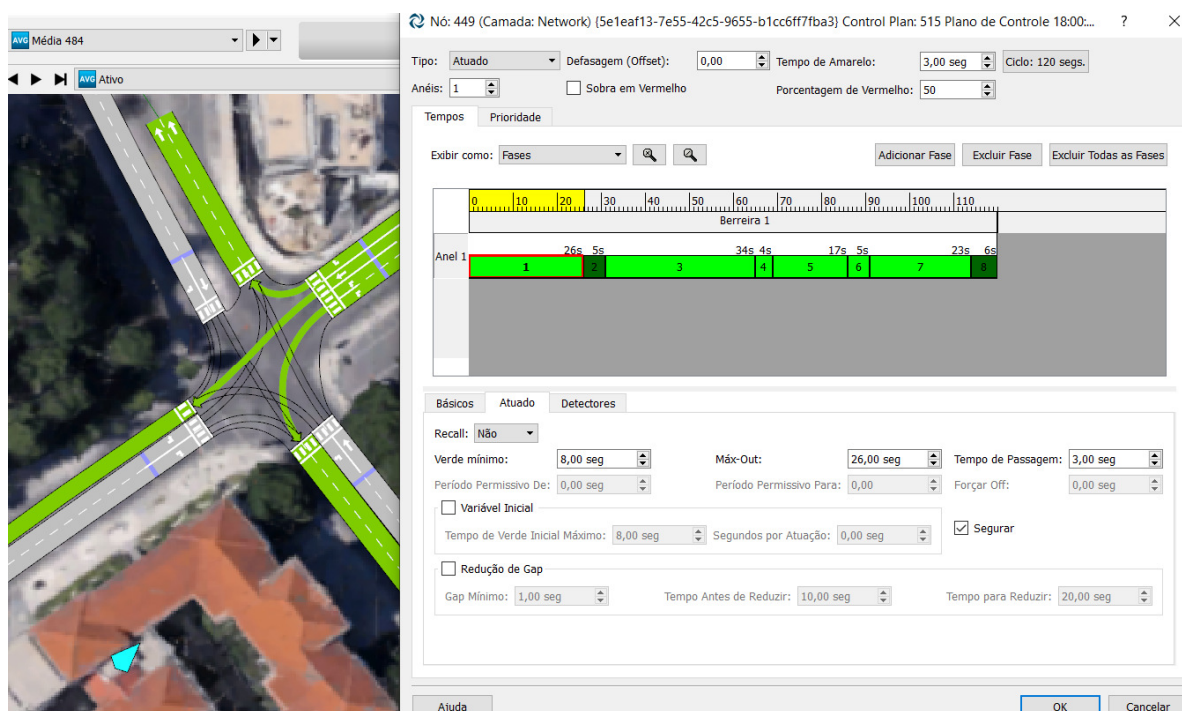 Nó: 449 (Camada: Network) {5e1eaf13-7e55-42c5-9655-b1cc6ff7fba3} Control Plan: 515 Plano de Controle 18:00:... ?
AVG Média 484
AVG Ativo
Tipo: Atuado Defasagem (Offset): 0,00 Tempo de Amarelo: 3,00 seg Ciclo: 120 segs.
Anéis: 1 Sobra em Vermelho Porcentagem de Vermelho: 50
Tempos Prioridade
Exibir como: Fases Adicionar Fase Excluir Fase Excluir Todas as Fases
0 10 20 30 40 50 60 70 80 90 100 110
Berreira 1
Anel 1 26s 5s 34s 4s 17s 5s 23s 6s
1 2 3 4 5 6 7 8
Básicos Atuado Detectores
Recall: Não
Verde mínimo: 8,00 seg Máx-Out: 26,00 seg Tempo de Passagem: 3,00 seg
Período Permissivo De: 0,00 seg Período Permissivo Para: 0,00 Forçar Off: 0,00 seg
Variável Inicial
Tempo de Verde Inicial Máximo: 8,00 seg Segundos por Atuação: 0,00 seg Segurar
Redução de Gap
Gap Mínimo: 1,00 seg Tempo Antes de Reduzir: 10,00 seg Tempo para Reduzir: 20,00 seg
Ajuda OK Cancelar